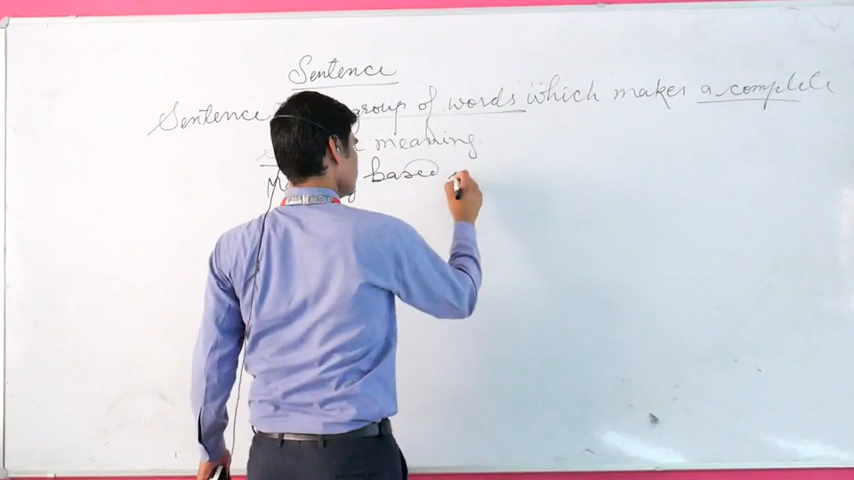 Sentence
Sentence group of words which makes a complete
meaning.
based